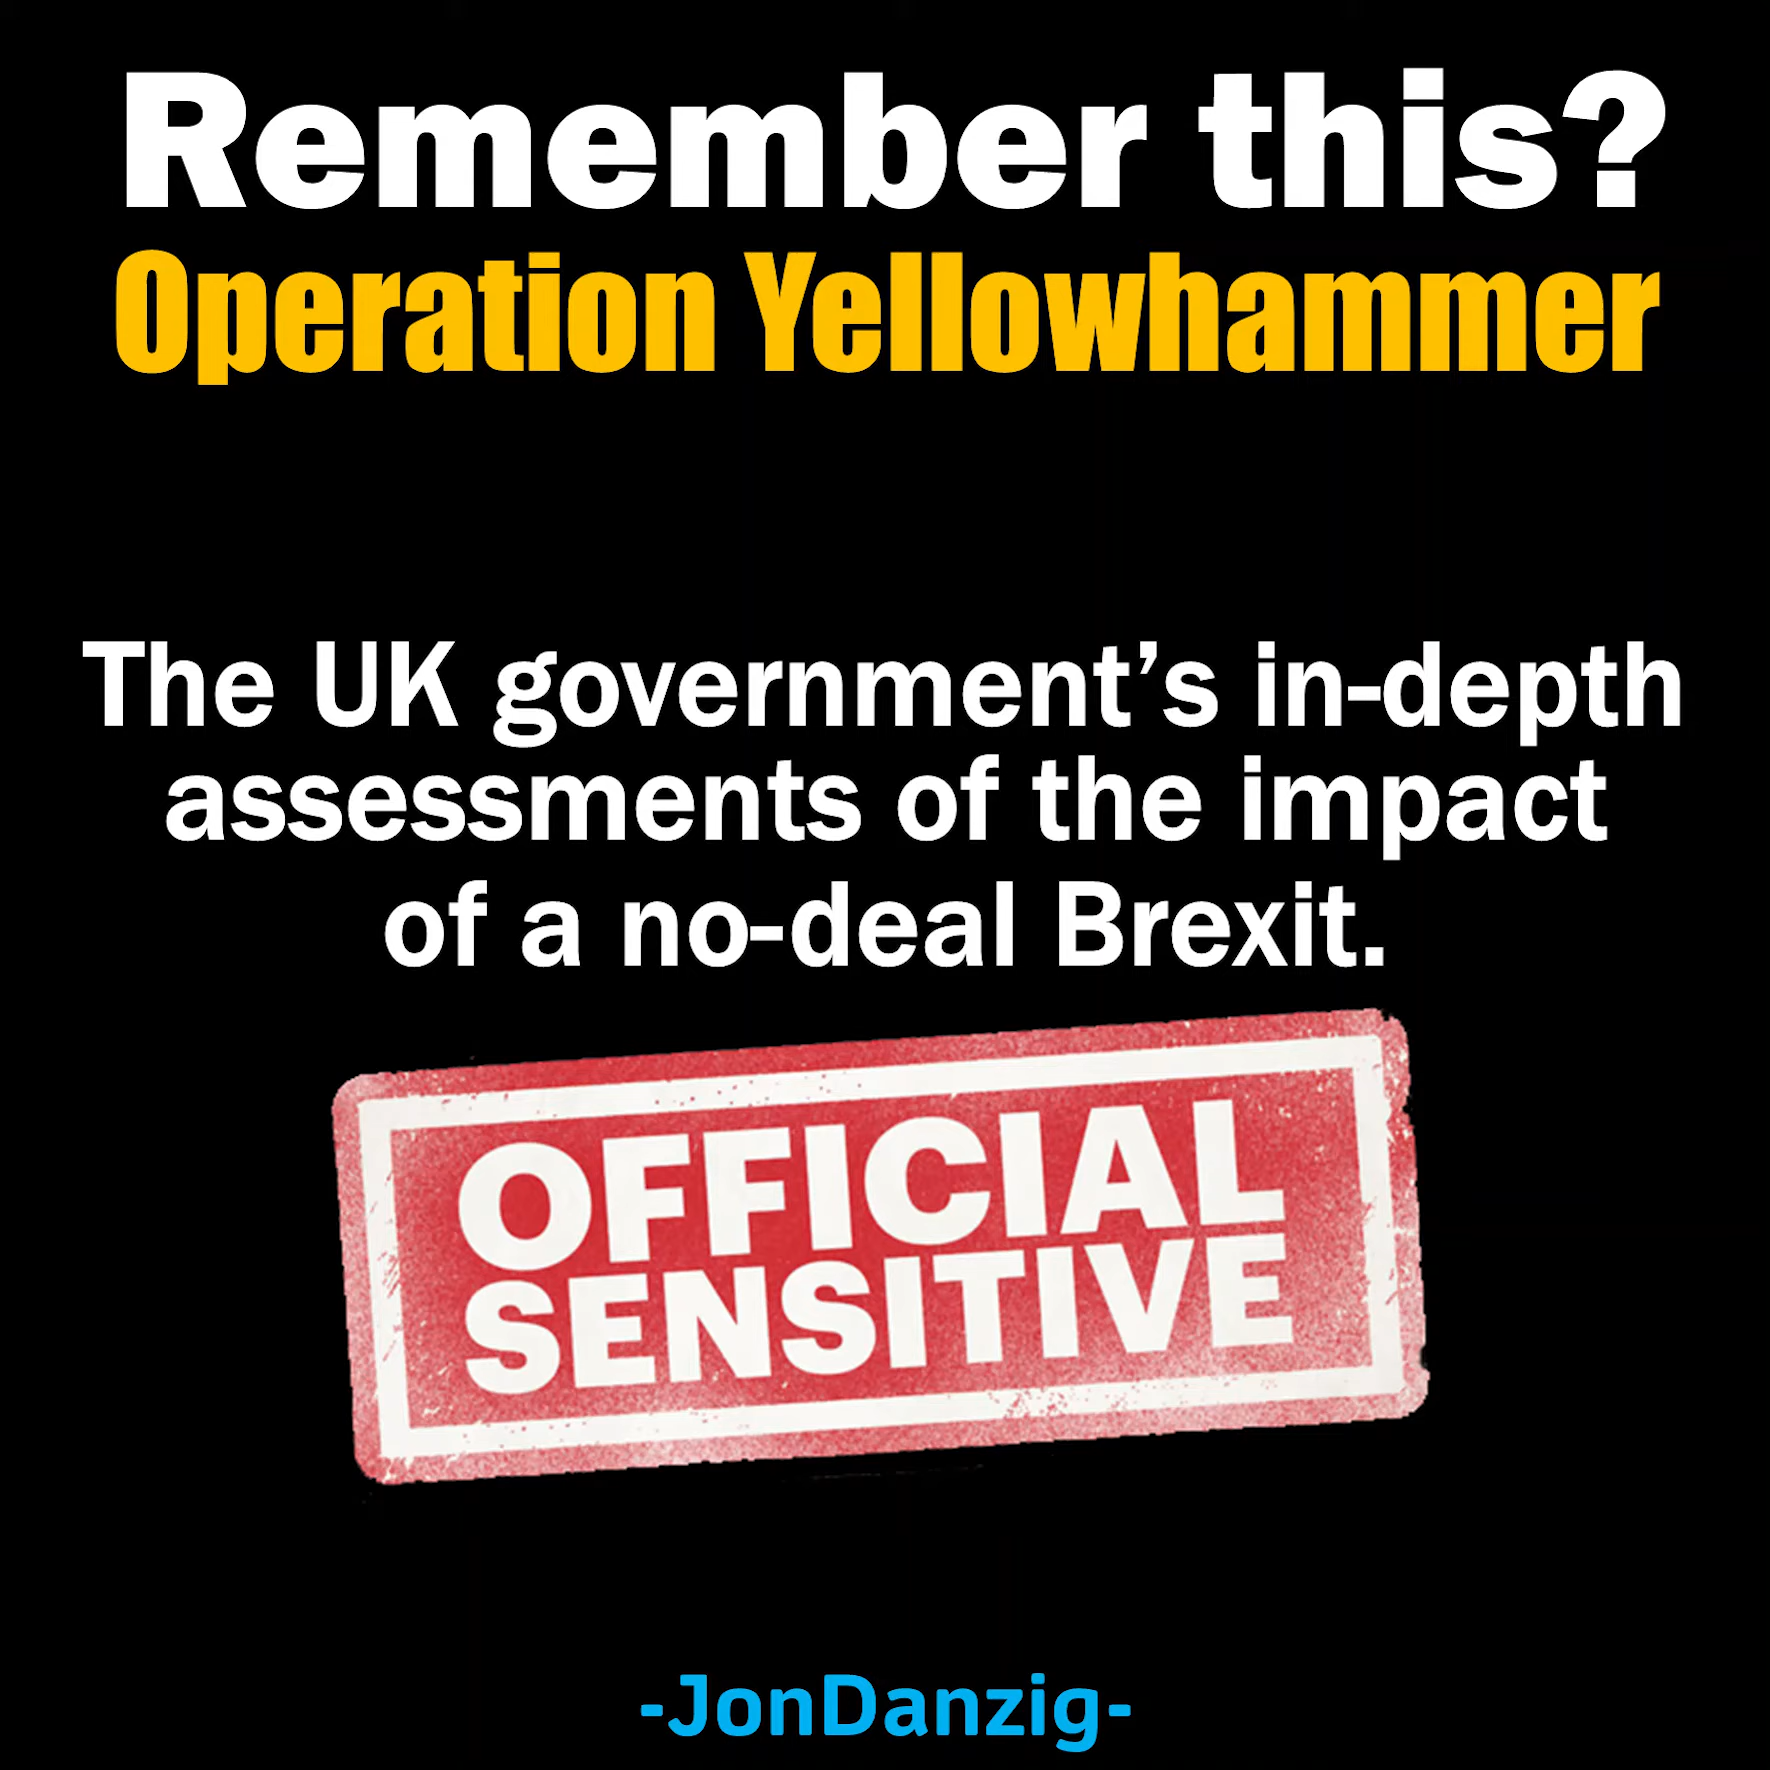 Remember this?
Operation Yellowhammer
The UK government’s in-depth
assessments of the impact
of a no-deal Brexit.
OFFICIAL
SENSITIVE
-JonDanzig-